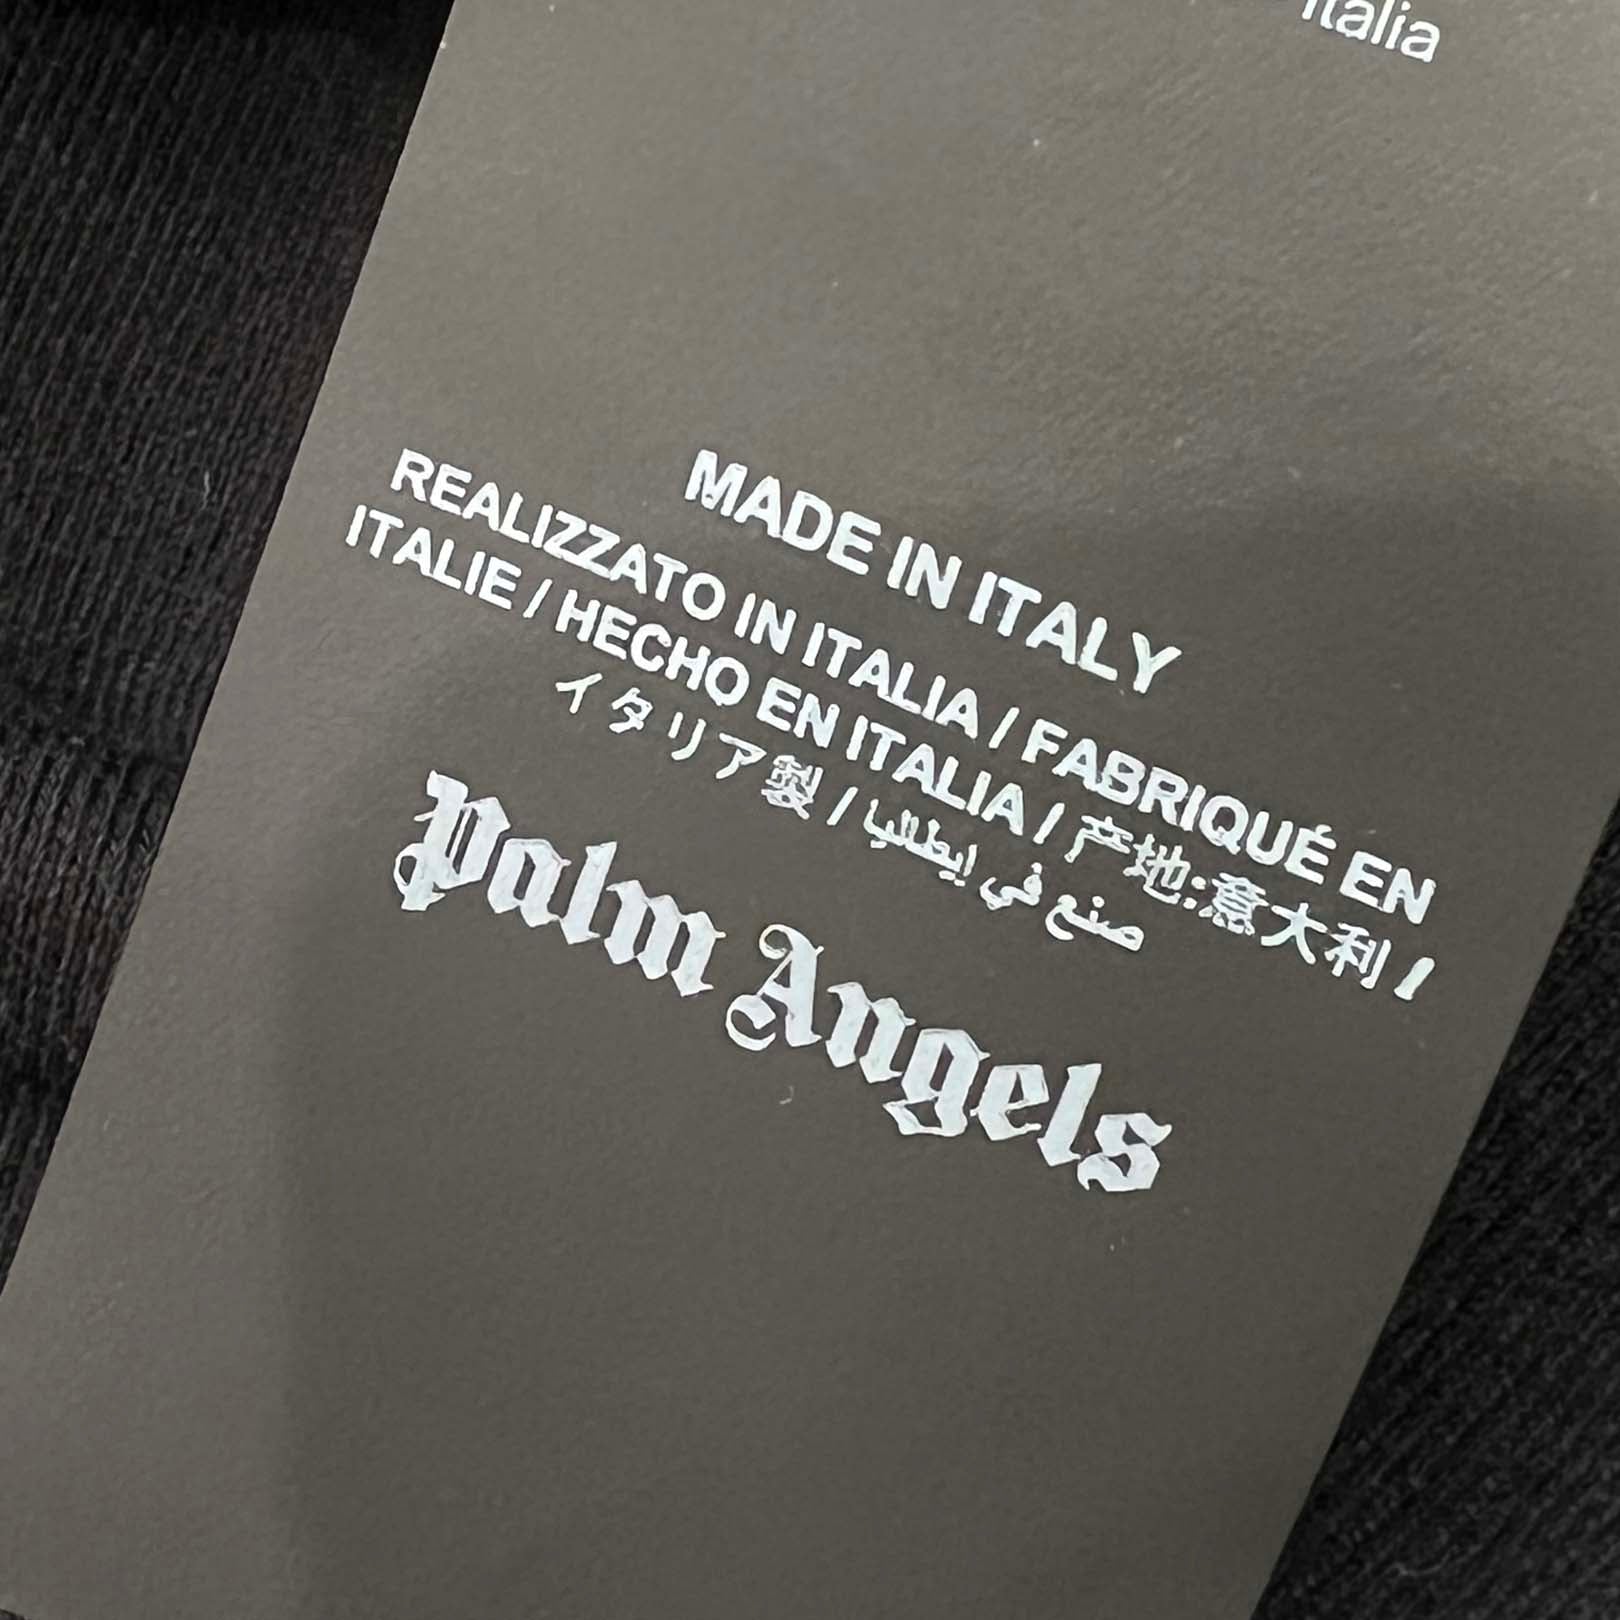 Italia
MADE IN ITALY
REALIZZATO IN ITALIA / FABRIQUÉ EN
ITALIE / HECHO EN ITALIA / 产地:意大利 /
イタリア製 / صنع في إيطاليا
Palm Angels